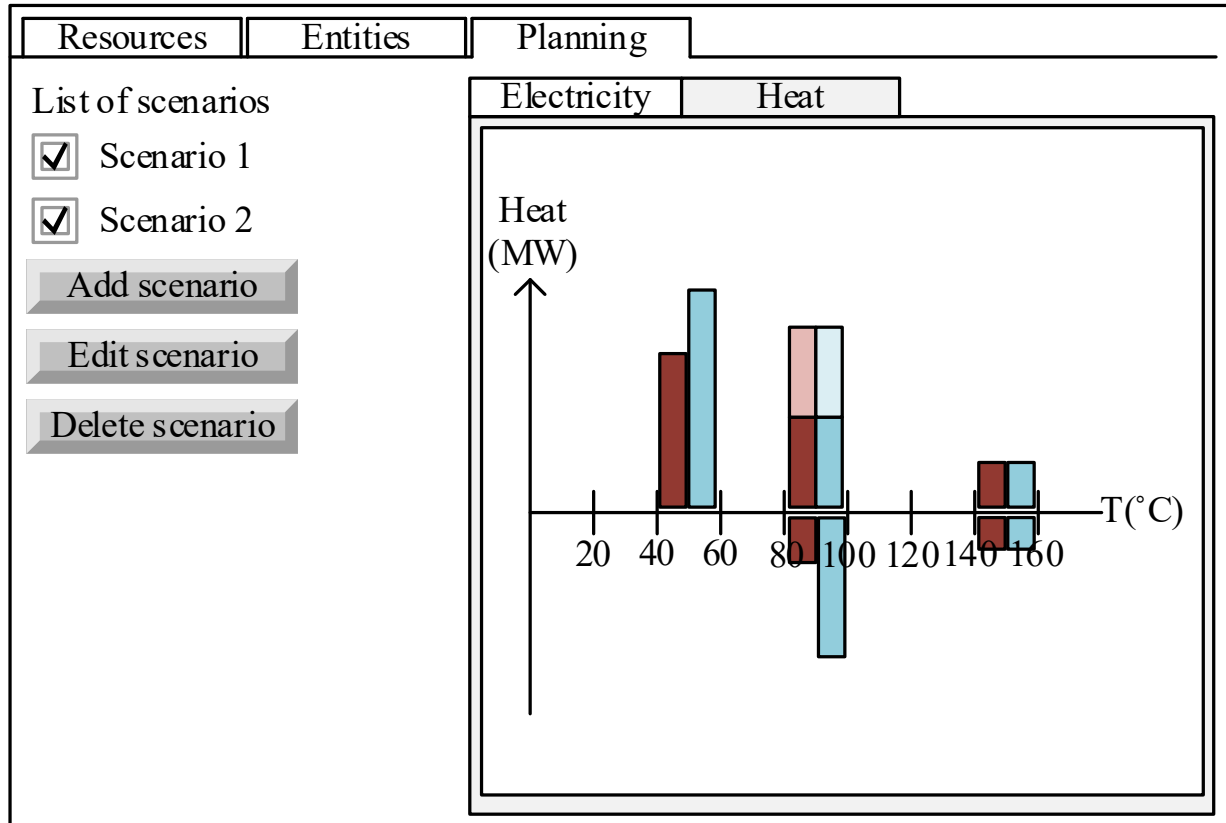 Resources Entities Planning
List of scenarios
Scenario 1
Scenario 2
Add scenario
Edit scenario
Delete scenario
Electricity Heat
Heat
(MW)
T(˚C)
20 40 60 80 100 120 140 160